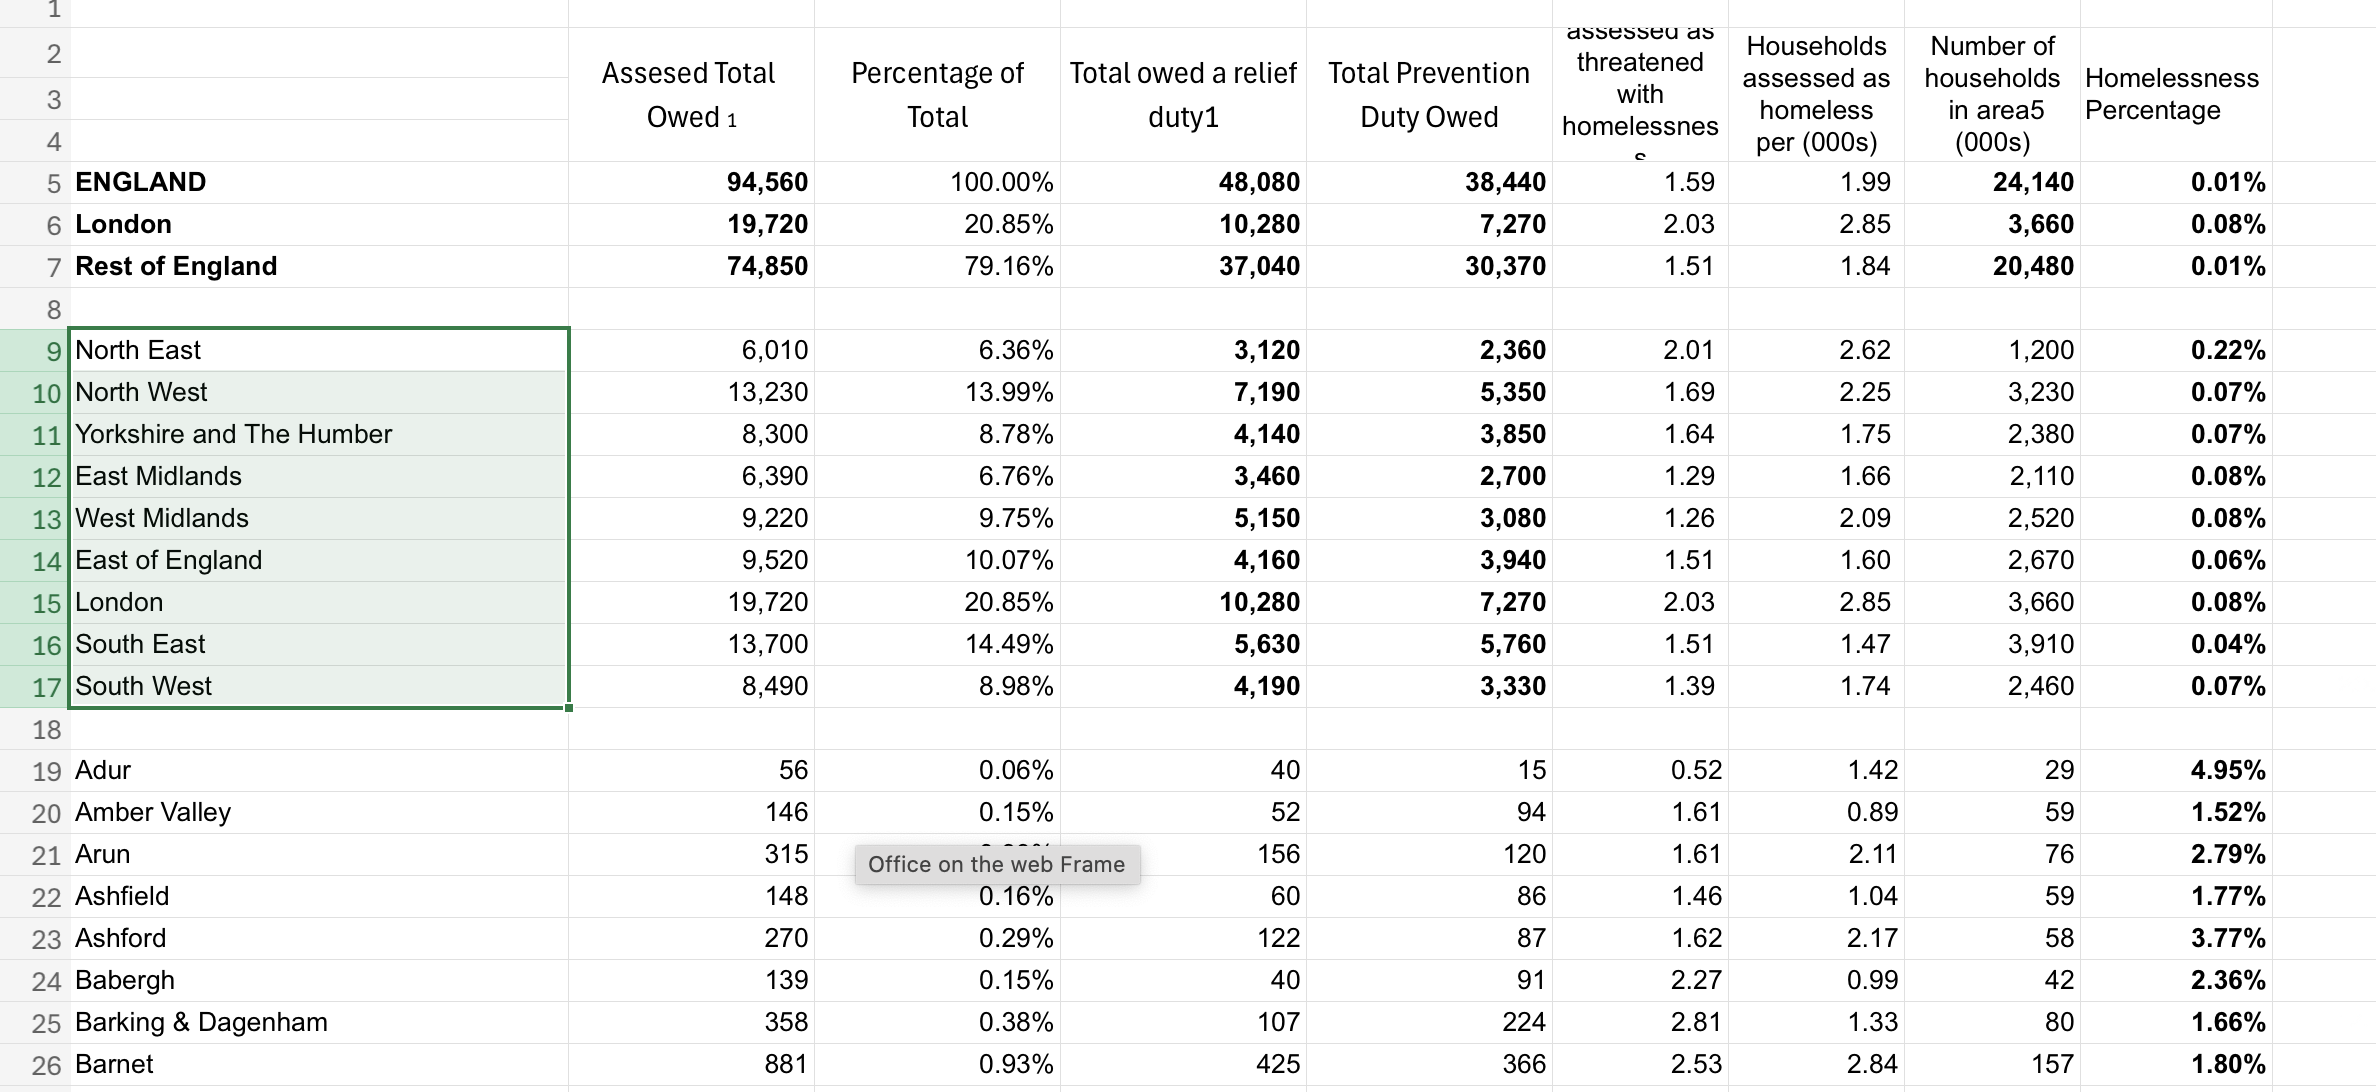 1
2
3
4
Assesed Total
Owed 1
Percentage of
Total
Total owed a relief
duty1
Total Prevention
Duty Owed
assessed as
threatened
with
homelessnes
s
Households
assessed as
homeless
per (000s)
Number of
households
in area5
(000s)
Homelessness
Percentage
5 ENGLAND 94,560 100.00% 48,080 38,440 1.59 1.99 24,140 0.01%
6 London 19,720 20.85% 10,280 7,270 2.03 2.85 3,660 0.08%
7 Rest of England 74,850 79.16% 37,040 30,370 1.51 1.84 20,480 0.01%
8
9 North East 6,010 6.36% 3,120 2,360 2.01 2.62 1,200 0.22%
10 North West 13,230 13.99% 7,190 5,350 1.69 2.25 3,230 0.07%
11 Yorkshire and The Humber 8,300 8.78% 4,140 3,850 1.64 1.75 2,380 0.07%
12 East Midlands 6,390 6.76% 3,460 2,700 1.29 1.66 2,110 0.08%
13 West Midlands 9,220 9.75% 5,150 3,080 1.26 2.09 2,520 0.08%
14 East of England 9,520 10.07% 4,160 3,940 1.51 1.60 2,670 0.06%
15 London 19,720 20.85% 10,280 7,270 2.03 2.85 3,660 0.08%
16 South East 13,700 14.49% 5,630 5,760 1.51 1.47 3,910 0.04%
17 South West 8,490 8.98% 4,190 3,330 1.39 1.74 2,460 0.07%
18
19 Adur 56 0.06% 40 15 0.52 1.42 29 4.95%
20 Amber Valley 146 0.15% 52 94 1.61 0.89 59 1.52%
21 Arun 315 156 120 1.61 2.11 76 2.79%
Office on the web Frame
22 Ashfield 148 0.16% 60 86 1.46 1.04 59 1.77%
23 Ashford 270 0.29% 122 87 1.62 2.17 58 3.77%
24 Babergh 139 0.15% 40 91 2.27 0.99 42 2.36%
25 Barking & Dagenham 358 0.38% 107 224 2.81 1.33 80 1.66%
26 Barnet 881 0.93% 425 366 2.53 2.84 157 1.80%